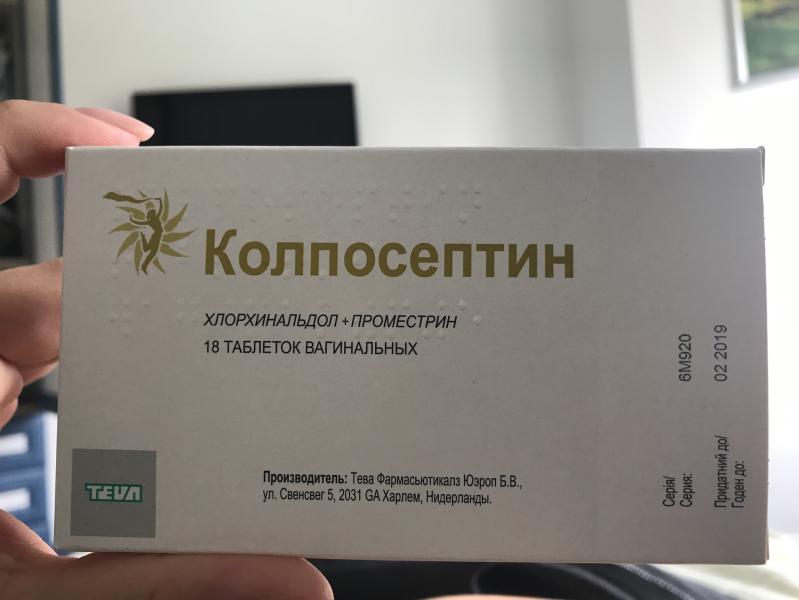 Колпосептин
ХЛОРХИНАЛЬДОЛ + ПРОМЕСТРИН
18 ТАБЛЕТОК ВАГИНАЛЬНЫХ
TEVA
Производитель: Тева Фармасьютикалз Юэроп Б.В.,
ул. Свенсвег 5, 2031 GA Харлем, Нидерланды.
Серія/
Серия:
6М920
Придатний до/
Годен до:
02 2019